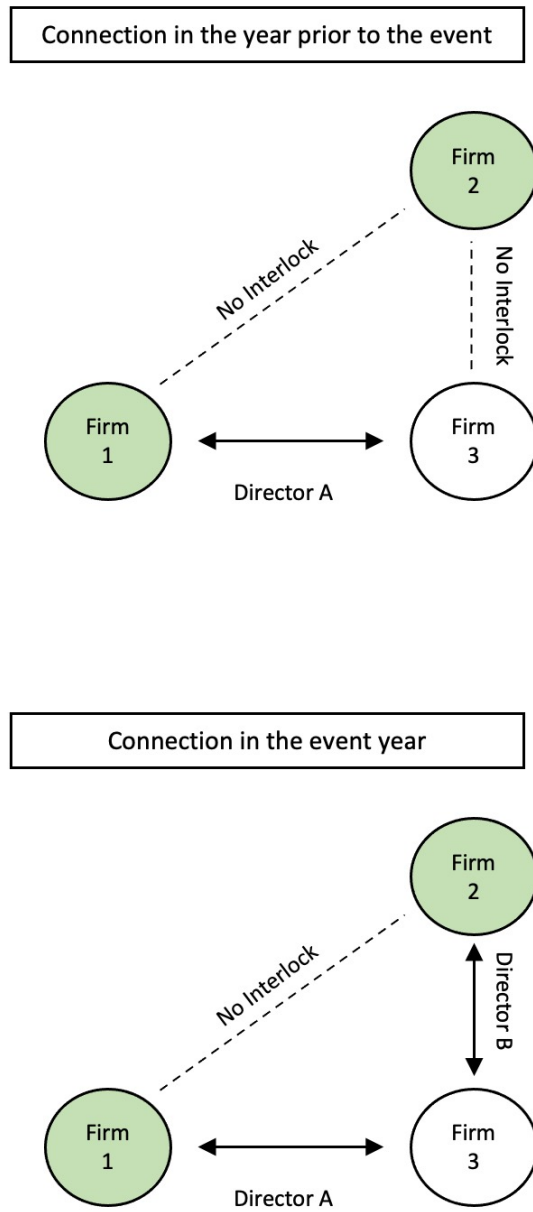 Connection in the year prior to the event
Firm
2
No Interlock
No Interlock
Firm
1
Firm
3
Director A
Connection in the event year
Firm
2
No Interlock
Director B
Firm
1
Firm
3
Director A